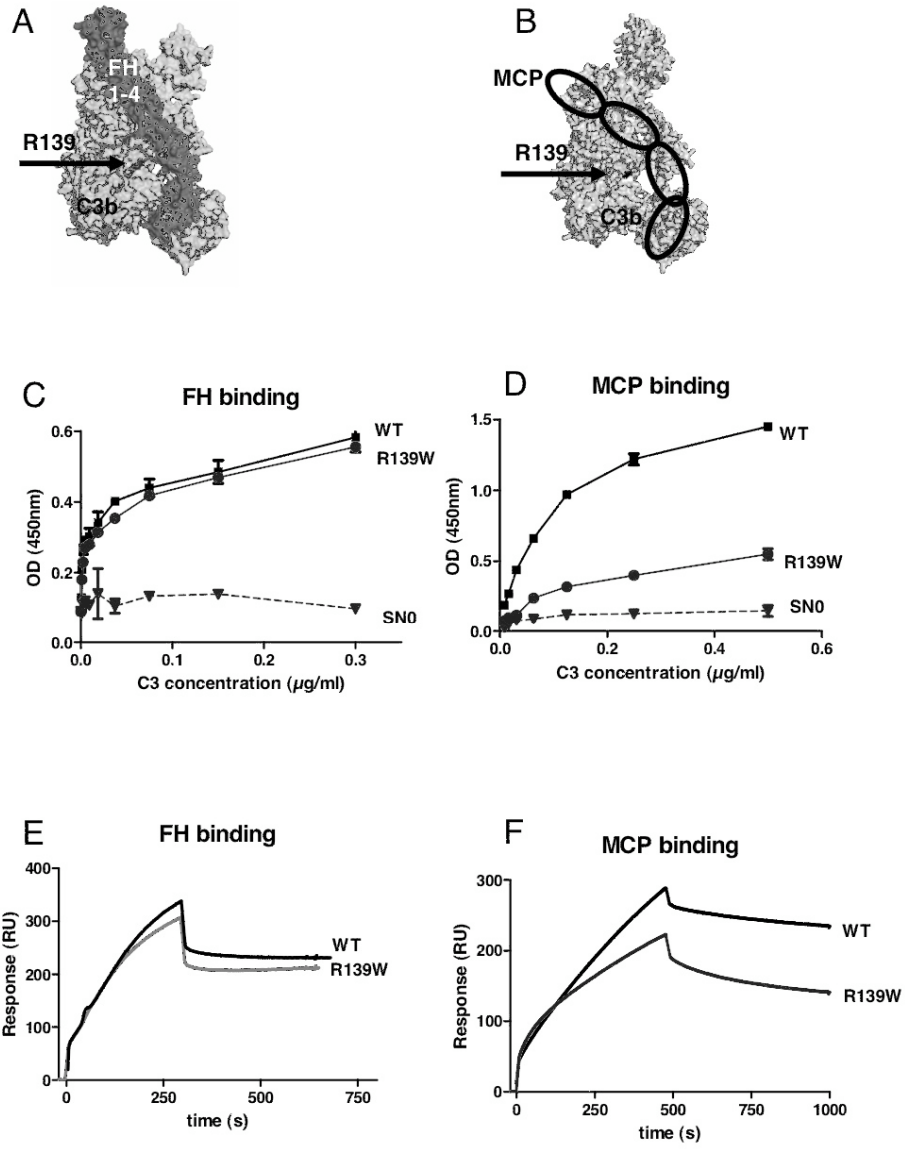 A
FH
1-4
R139
C3b
B
MCP
R139
C3b
C
FH binding
0.6
0.4
0.2
0.0
OD (450nm)
WT
R139W
SN0
0.0
0.1
0.2
0.3
C3 concentration (µg/ml)
D
MCP binding
1.5
1.0
0.5
0.0
OD (450nm)
WT
R139W
SN0
0.0
0.2
0.4
0.6
C3 concentration (µg/ml)
E
FH binding
400
300
200
100
0
Response (RU)
WT
R139W
0
250
500
750
time (s)
F
MCP binding
300
200
100
0
Response (RU)
WT
R139W
0
250
500
750
1000
time (s)